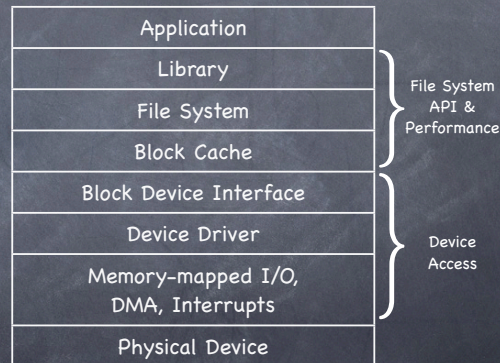 Application
Library
File System
Block Cache
File System
API &
Performance
Block Device Interface
Device Driver
Memory-mapped I/O,
DMA, Interrupts
Device
Access
Physical Device